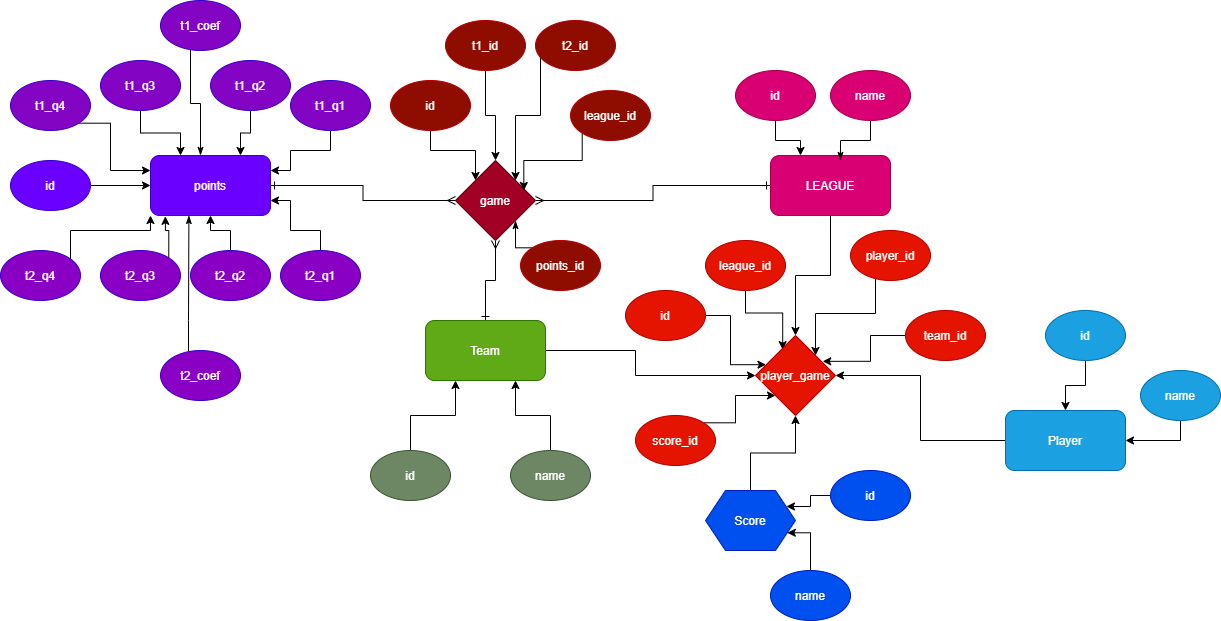 t1_coef
t1_id
t2_id
t1_q3
t1_q2
t1_q4
t1_q1
id
league_id
id
name
id
points
game
LEAGUE
t2_q4
t2_q3
t2_q2
t2_q1
points_id
league_id
player_id
id
team_id
id
Team
t2_coef
player_game
name
score_id
Player
id
name
id
Score
name